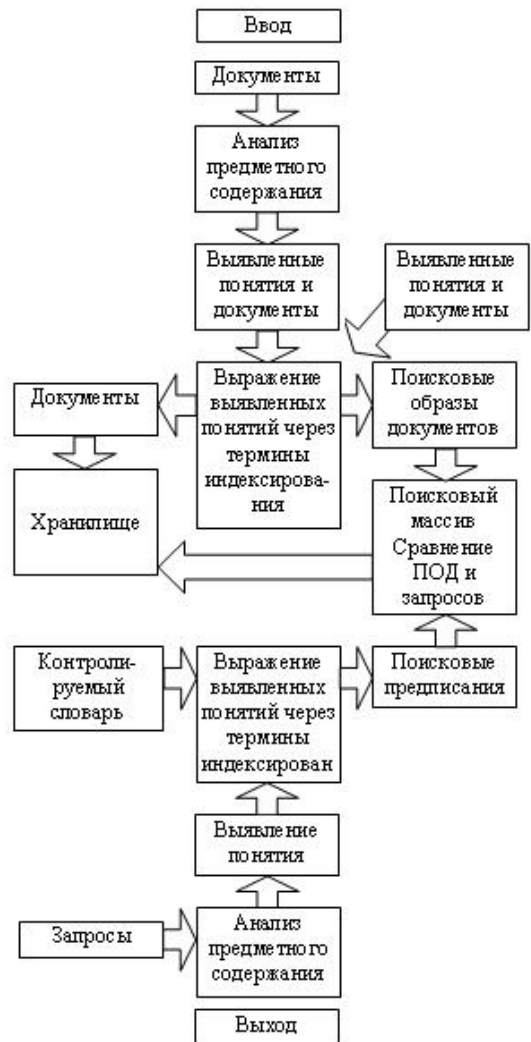 Ввод
Документы
Анализ
предметного
содержания
Выявленные
понятия и
документы
Выявленные
понятия и
документы
Документы
Выражение
выявленных
понятий через
термины
индексирова-
ния
Поисковые
образы
документов
Хранилище
Поисковый
массив
Сравнение
ПОД и
запросов
Контроли-
руемый
словарь
Выражение
выявленных
понятий через
термины
индексирован
Поисковые
предписания
Выявление
понятия
Запросы
Анализ
предметного
содержания
Выход